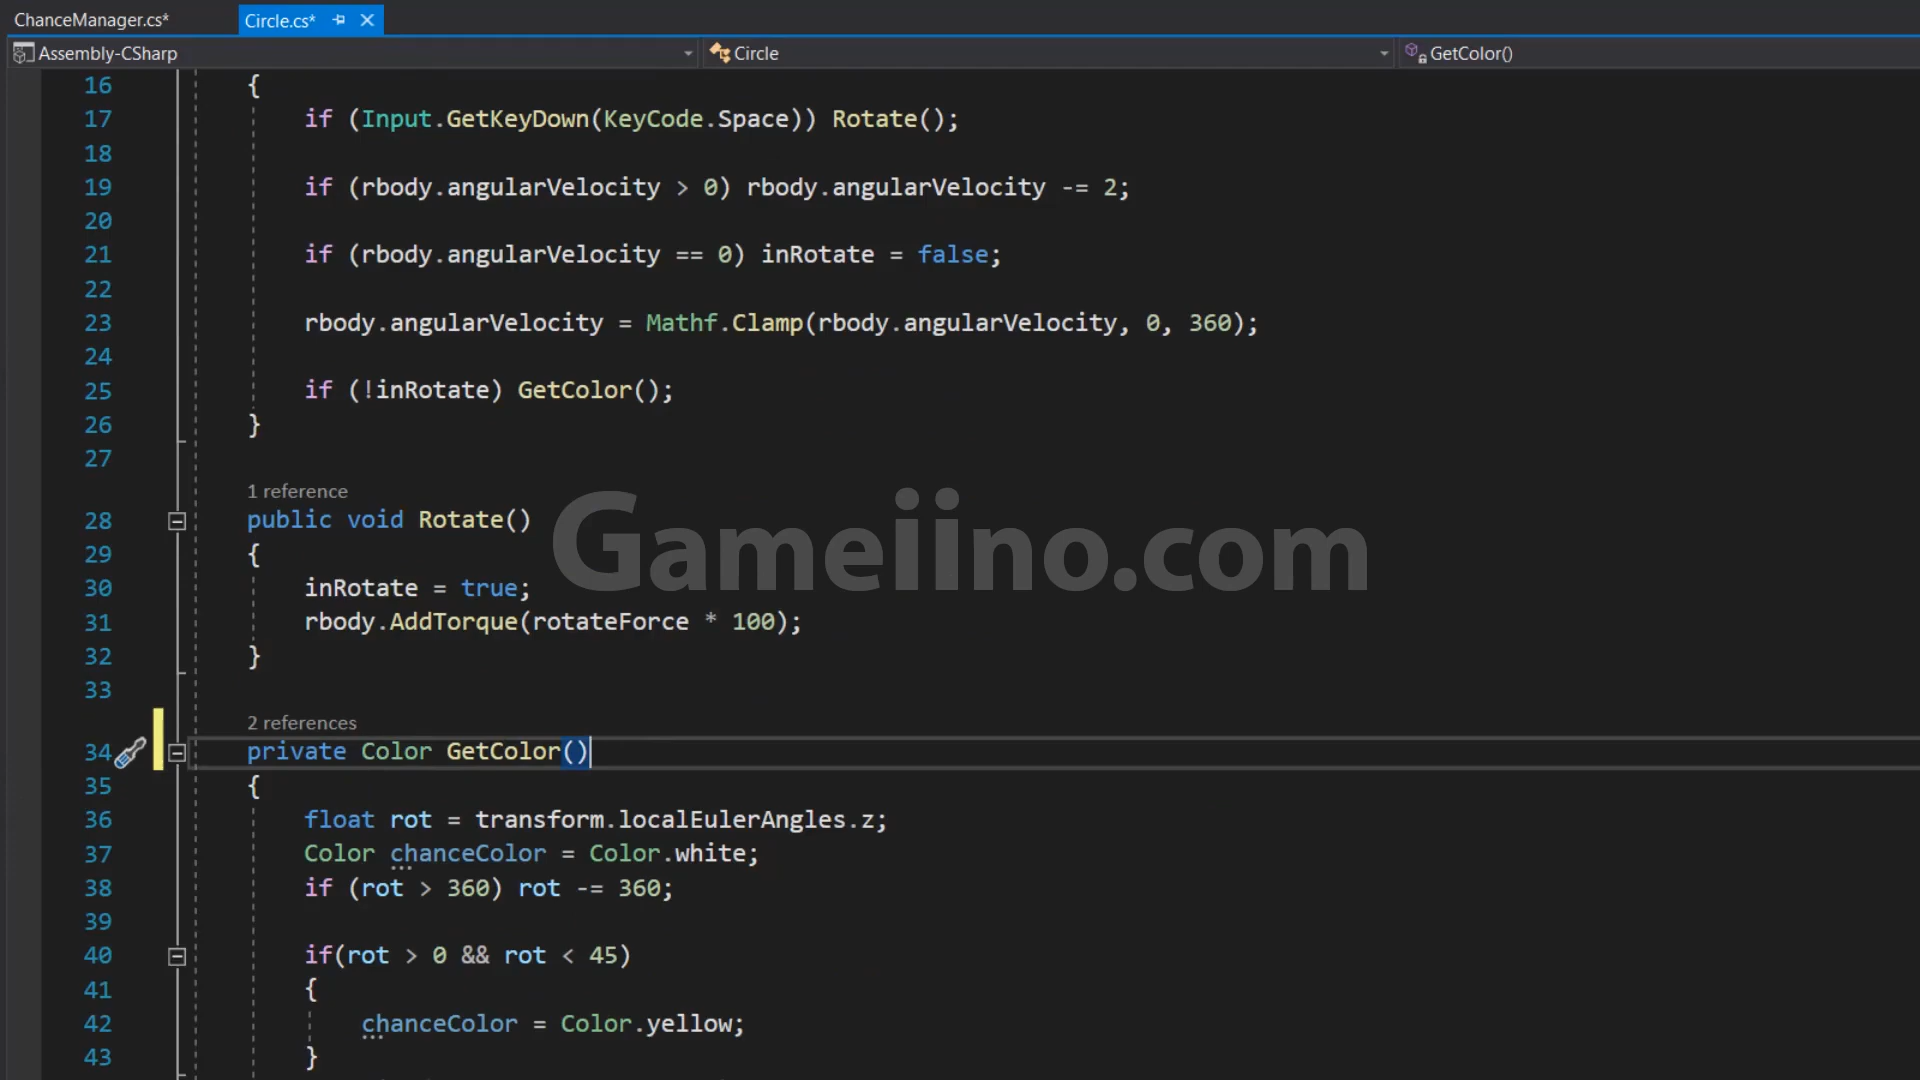 ChanceManager.cs*
Circle.cs*
Assembly-CSharp
Circle
GetColor()
16 {
17 if (Input.GetKeyDown(KeyCode.Space)) Rotate();
18
19 if (rbody.angularVelocity > 0) rbody.angularVelocity -= 2;
20
21 if (rbody.angularVelocity == 0) inRotate = false;
22
23 rbody.angularVelocity = Mathf.Clamp(rbody.angularVelocity, 0, 360);
24
25 if (!inRotate) GetColor();
26 }
27
1 reference
28 public void Rotate()
29 {
Gameiino.com
30 inRotate = true;
31 rbody.AddTorque(rotateForce * 100);
32 }
33
2 references
34 private Color GetColor()
35 {
36 float rot = transform.localEulerAngles.z;
37 Color chanceColor = Color.white;
38 if (rot > 360) rot -= 360;
39
40 if(rot > 0 && rot < 45)
41 {
42 chanceColor = Color.yellow;
43 }